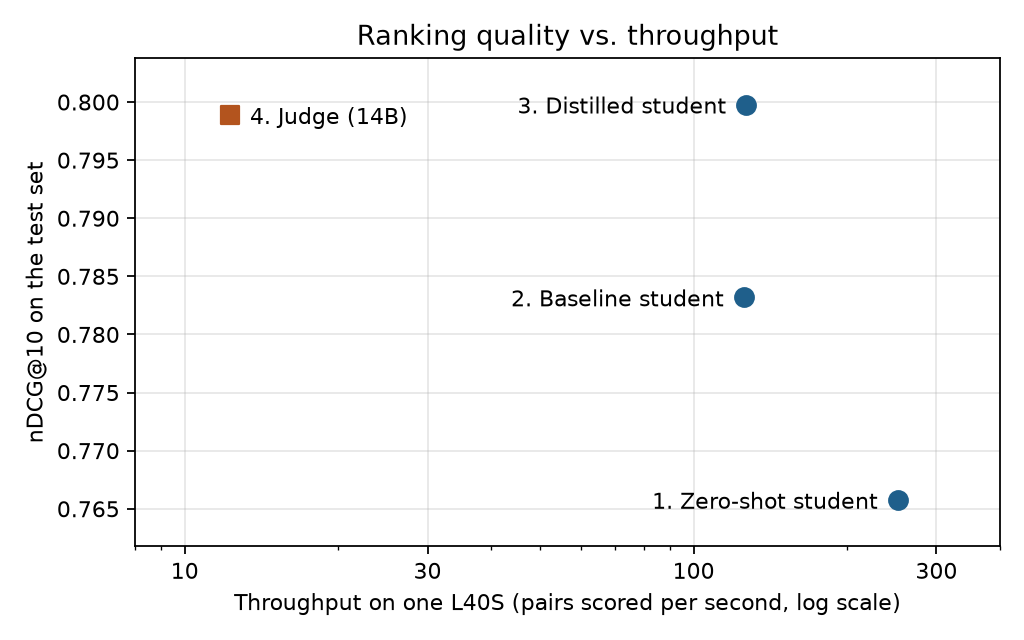 Ranking quality vs. throughput
nDCG@10 on the test set
0.800
0.795
0.790
0.785
0.780
0.775
0.770
0.765
4. Judge (14B)
3. Distilled student
2. Baseline student
1. Zero-shot student
10
30
100
300
Throughput on one L40S (pairs scored per second, log scale)